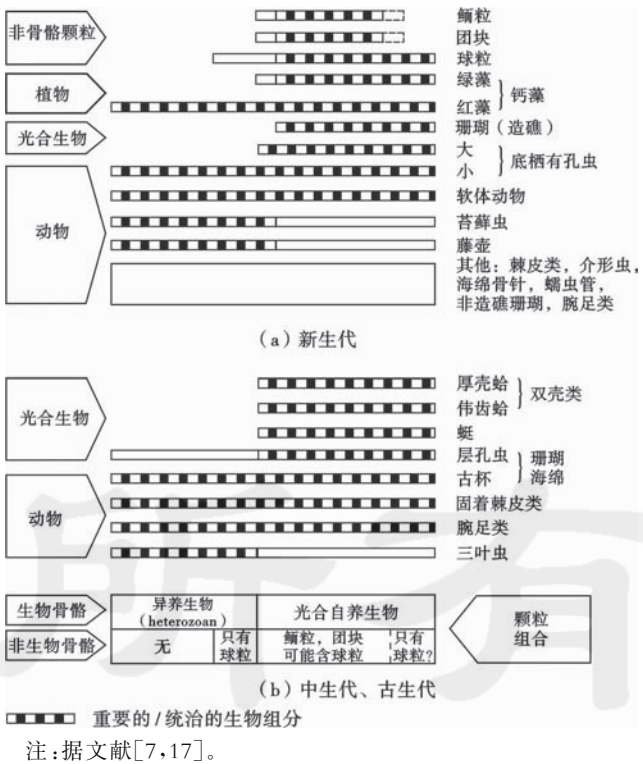 非骨骼颗粒
鲕粒
团块
球粒
植物
绿藻
红藻
钙藻
光合生物
珊瑚（造礁）
大
小
底栖有孔虫
动物
软体动物
苔藓虫
藤壶
其他：棘皮类，介形虫，
海绵骨针，蠕虫管，
非造礁珊瑚，腕足类
（a）新生代
光合生物
厚壳蛤
伟齿蛤
双壳类
蜓
动物
层孔虫
古杯
珊瑚
海绵
固着棘皮类
腕足类
三叶虫
生物骨骼
异养生物
（heterozoan）
光合自养生物
非生物骨骼
无
只有
球粒
鲕粒，团块
可能含球粒
只有
球粒?
颗粒
组合
（b）中生代、古生代
重要的/统治的生物组分
注:据文献[7,17]。
所有